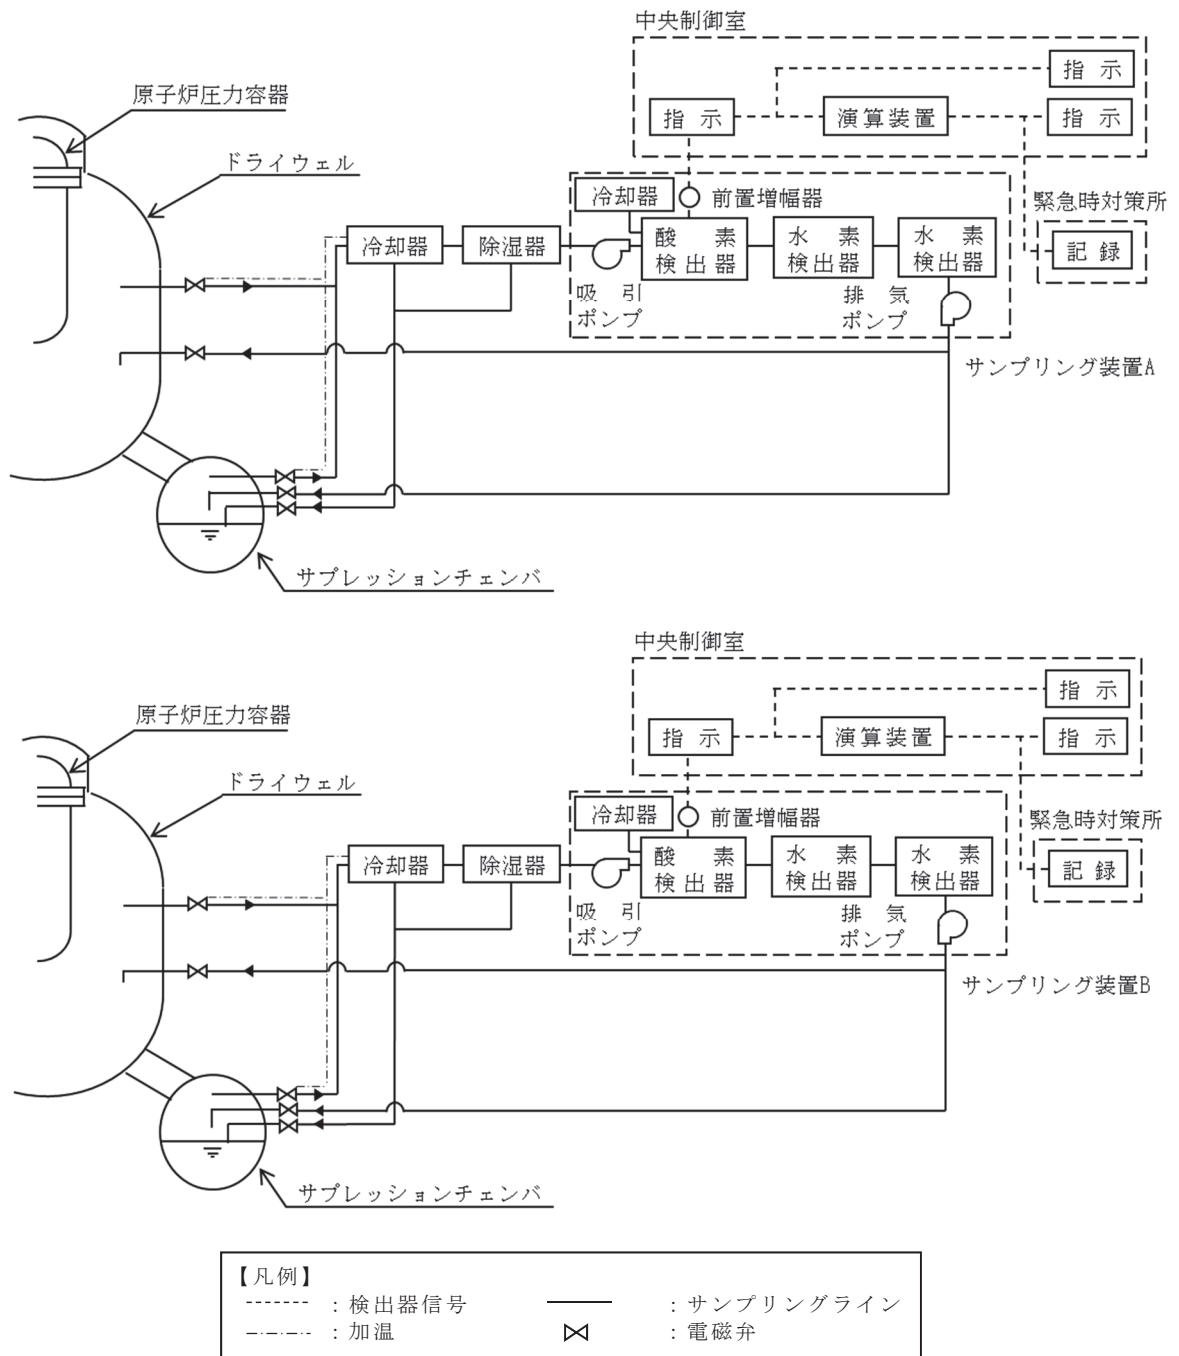 中央制御室
指 示
原子炉圧力容器
指 示
演算装置
指 示
ドライウェル
冷却器
前置増幅器
緊急時対策所
冷却器
除湿器
酸 素
検出器
水 素
検出器
水 素
検出器
記 録
吸 引
ポンプ
排 気
ポンプ
サンプリング装置A
サプレッションチェンバ
中央制御室
指 示
原子炉圧力容器
指 示
演算装置
指 示
ドライウェル
冷却器
前置増幅器
緊急時対策所
冷却器
除湿器
酸 素
検出器
水 素
検出器
水 素
検出器
記 録
吸 引
ポンプ
排 気
ポンプ
サンプリング装置B
サプレッションチェンバ
【凡例】
:検出器信号
:サンプリングライン
:加温
:電磁弁